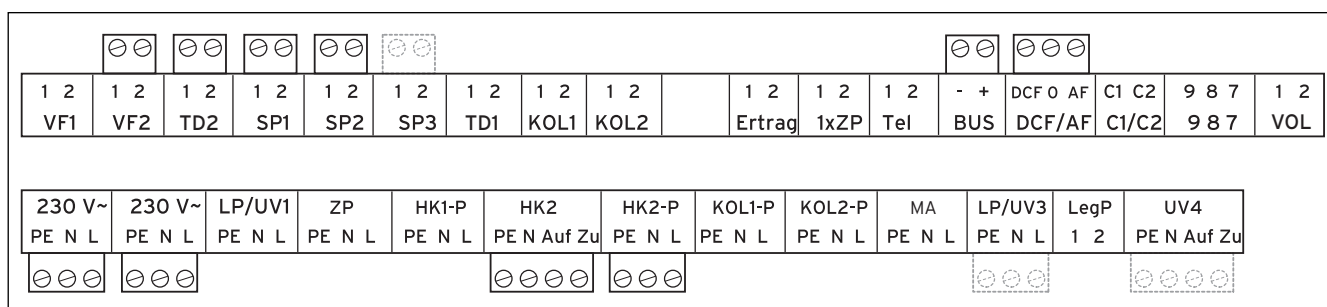 1 2 1 2 1 2 1 2 1 2 1 2 1 2 1 2 1 2 1 2 1 2 1 2 - + DCF O AF C1 C2 9 8 7 1 2
VF1 VF2 TD2 SP1 SP2 SP3 TD1 KOL1 KOL2 Ertrag 1xZP Tel BUS DCF/AF C1/C2 9 8 7 VOL
230 V~ 230 V~ LP/UV1 ZP HK1-P HK2 HK2-P KOL1-P KOL2-P MA LP/UV3 LegP UV4
PE N L PE N L PE N L PE N L PE N L PE N Auf Zu PE N L PE N L PE N L PE N L PE N L 1 2 PE N Auf Zu